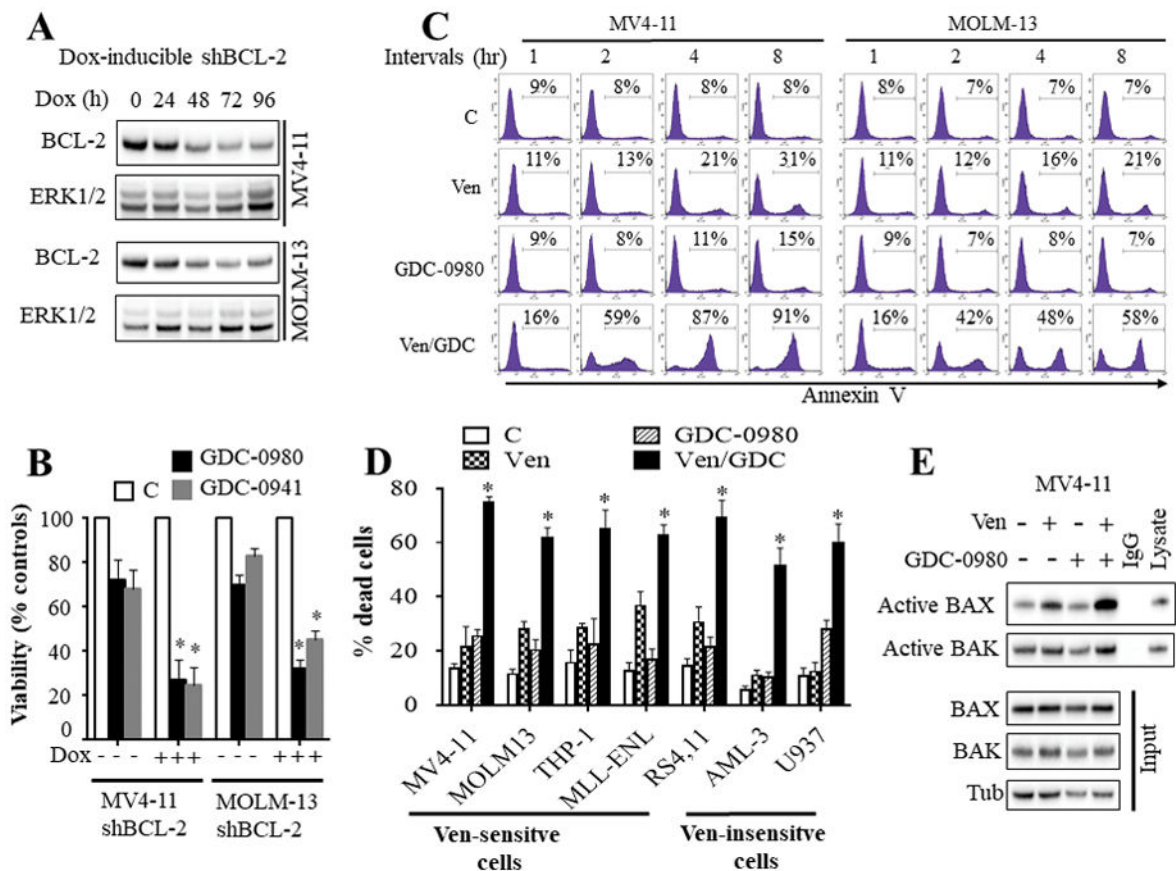 A
Dox-inducible shBCL-2
Dox (h) 0 24 48 72 96
BCL-2
ERK1/2
MV4-11
BCL-2
ERK1/2
MOLM-13
C
MV4-11 MOLM-13
Intervals (hr) 1 2 4 8 1 2 4 8
C 9% 8% 8% 8% 8% 7% 7% 7%
Ven 11% 13% 21% 31% 11% 12% 16% 21%
GDC-0980 9% 8% 11% 15% 9% 7% 8% 7%
Ven/GDC 16% 59% 87% 91% 16% 42% 48% 58%
Annexin V
B
GDC-0980
C GDC-0941
Viability (% controls)
100
80
60
40
20
0
* * * *
Dox - - - + + + - - - + + +
MV4-11 MOLM-13
shBCL-2 shBCL-2
D
C GDC-0980
Ven Ven/GDC
% dead cells
80
60
40
20
0
* * * * * * *
MV4-11 MOLM13 THP-1 MLL-ENL RS4,11 AML-3 U937
Ven-sensitve Ven-insensitve
cells cells
E
MV4-11
Ven - + - +
GDC-0980 - - + + IgG Lysate
Active BAX
Active BAK
BAX
BAK
Tub
Input